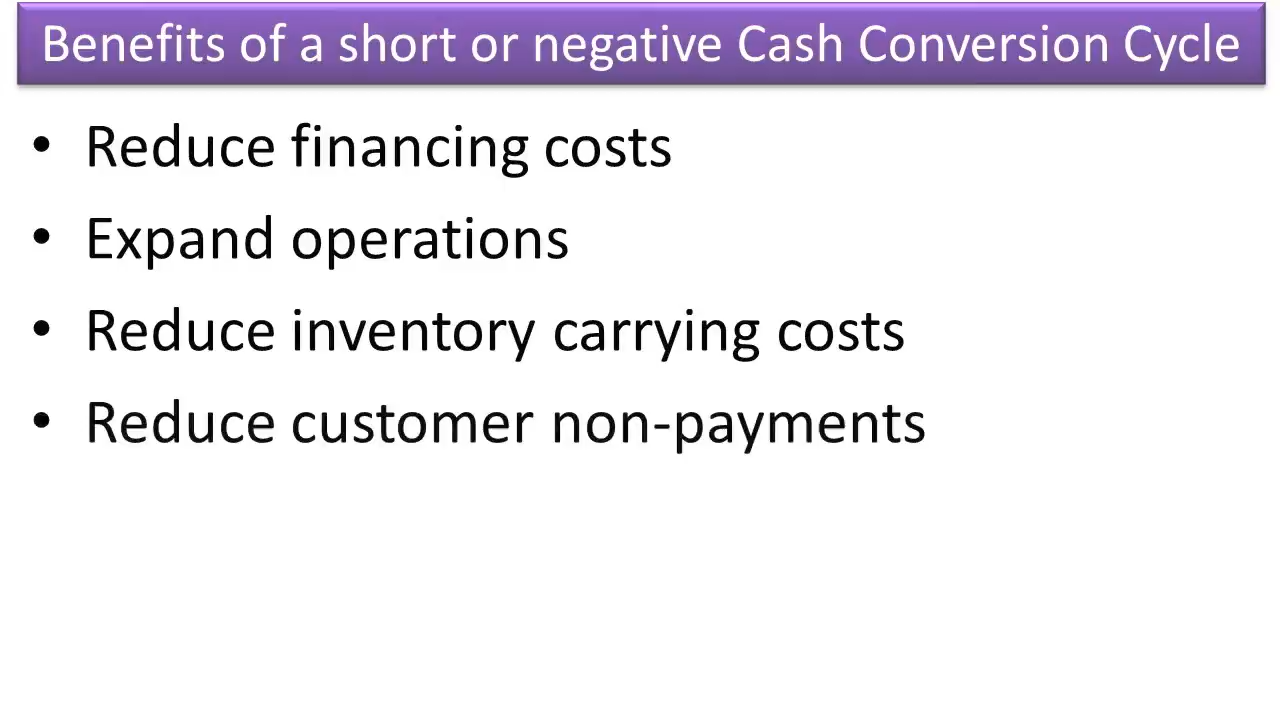 Benefits of a short or negative Cash Conversion Cycle
• Reduce financing costs
• Expand operations
• Reduce inventory carrying costs
• Reduce customer non-payments